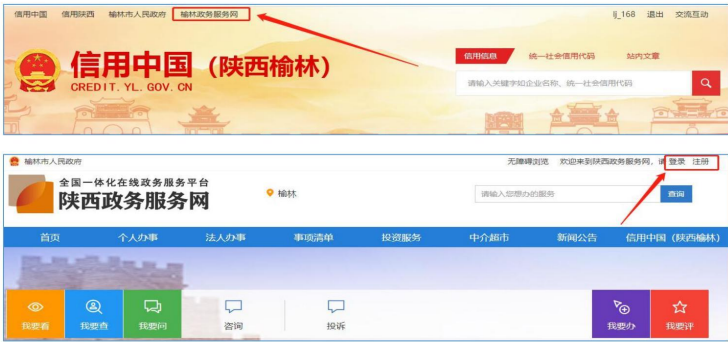 信用中国 信用陕西 榆林市人民政府 榆林政务服务网 lj_168 退出 交流互动
信用中国（陕西榆林）
CREDIT. YL. GOV. CN
信用信息 统一社会信用代码 站内文章
请输入关键字如企业名称、统一社会信用代码
榆林市人民政府 无障碍浏览 欢迎来到陕西政务服务网，请 登录 注册
全国一体化在线政务服务平台
陕西政务服务网
榆林
请输入您想办的服务 查询
首页 个人办事 法人办事 事项清单 投资服务 中介超市 新闻公告 信用中国（陕西榆林）
我要看 我要查 我要问 咨询 投诉 我要办 我要评